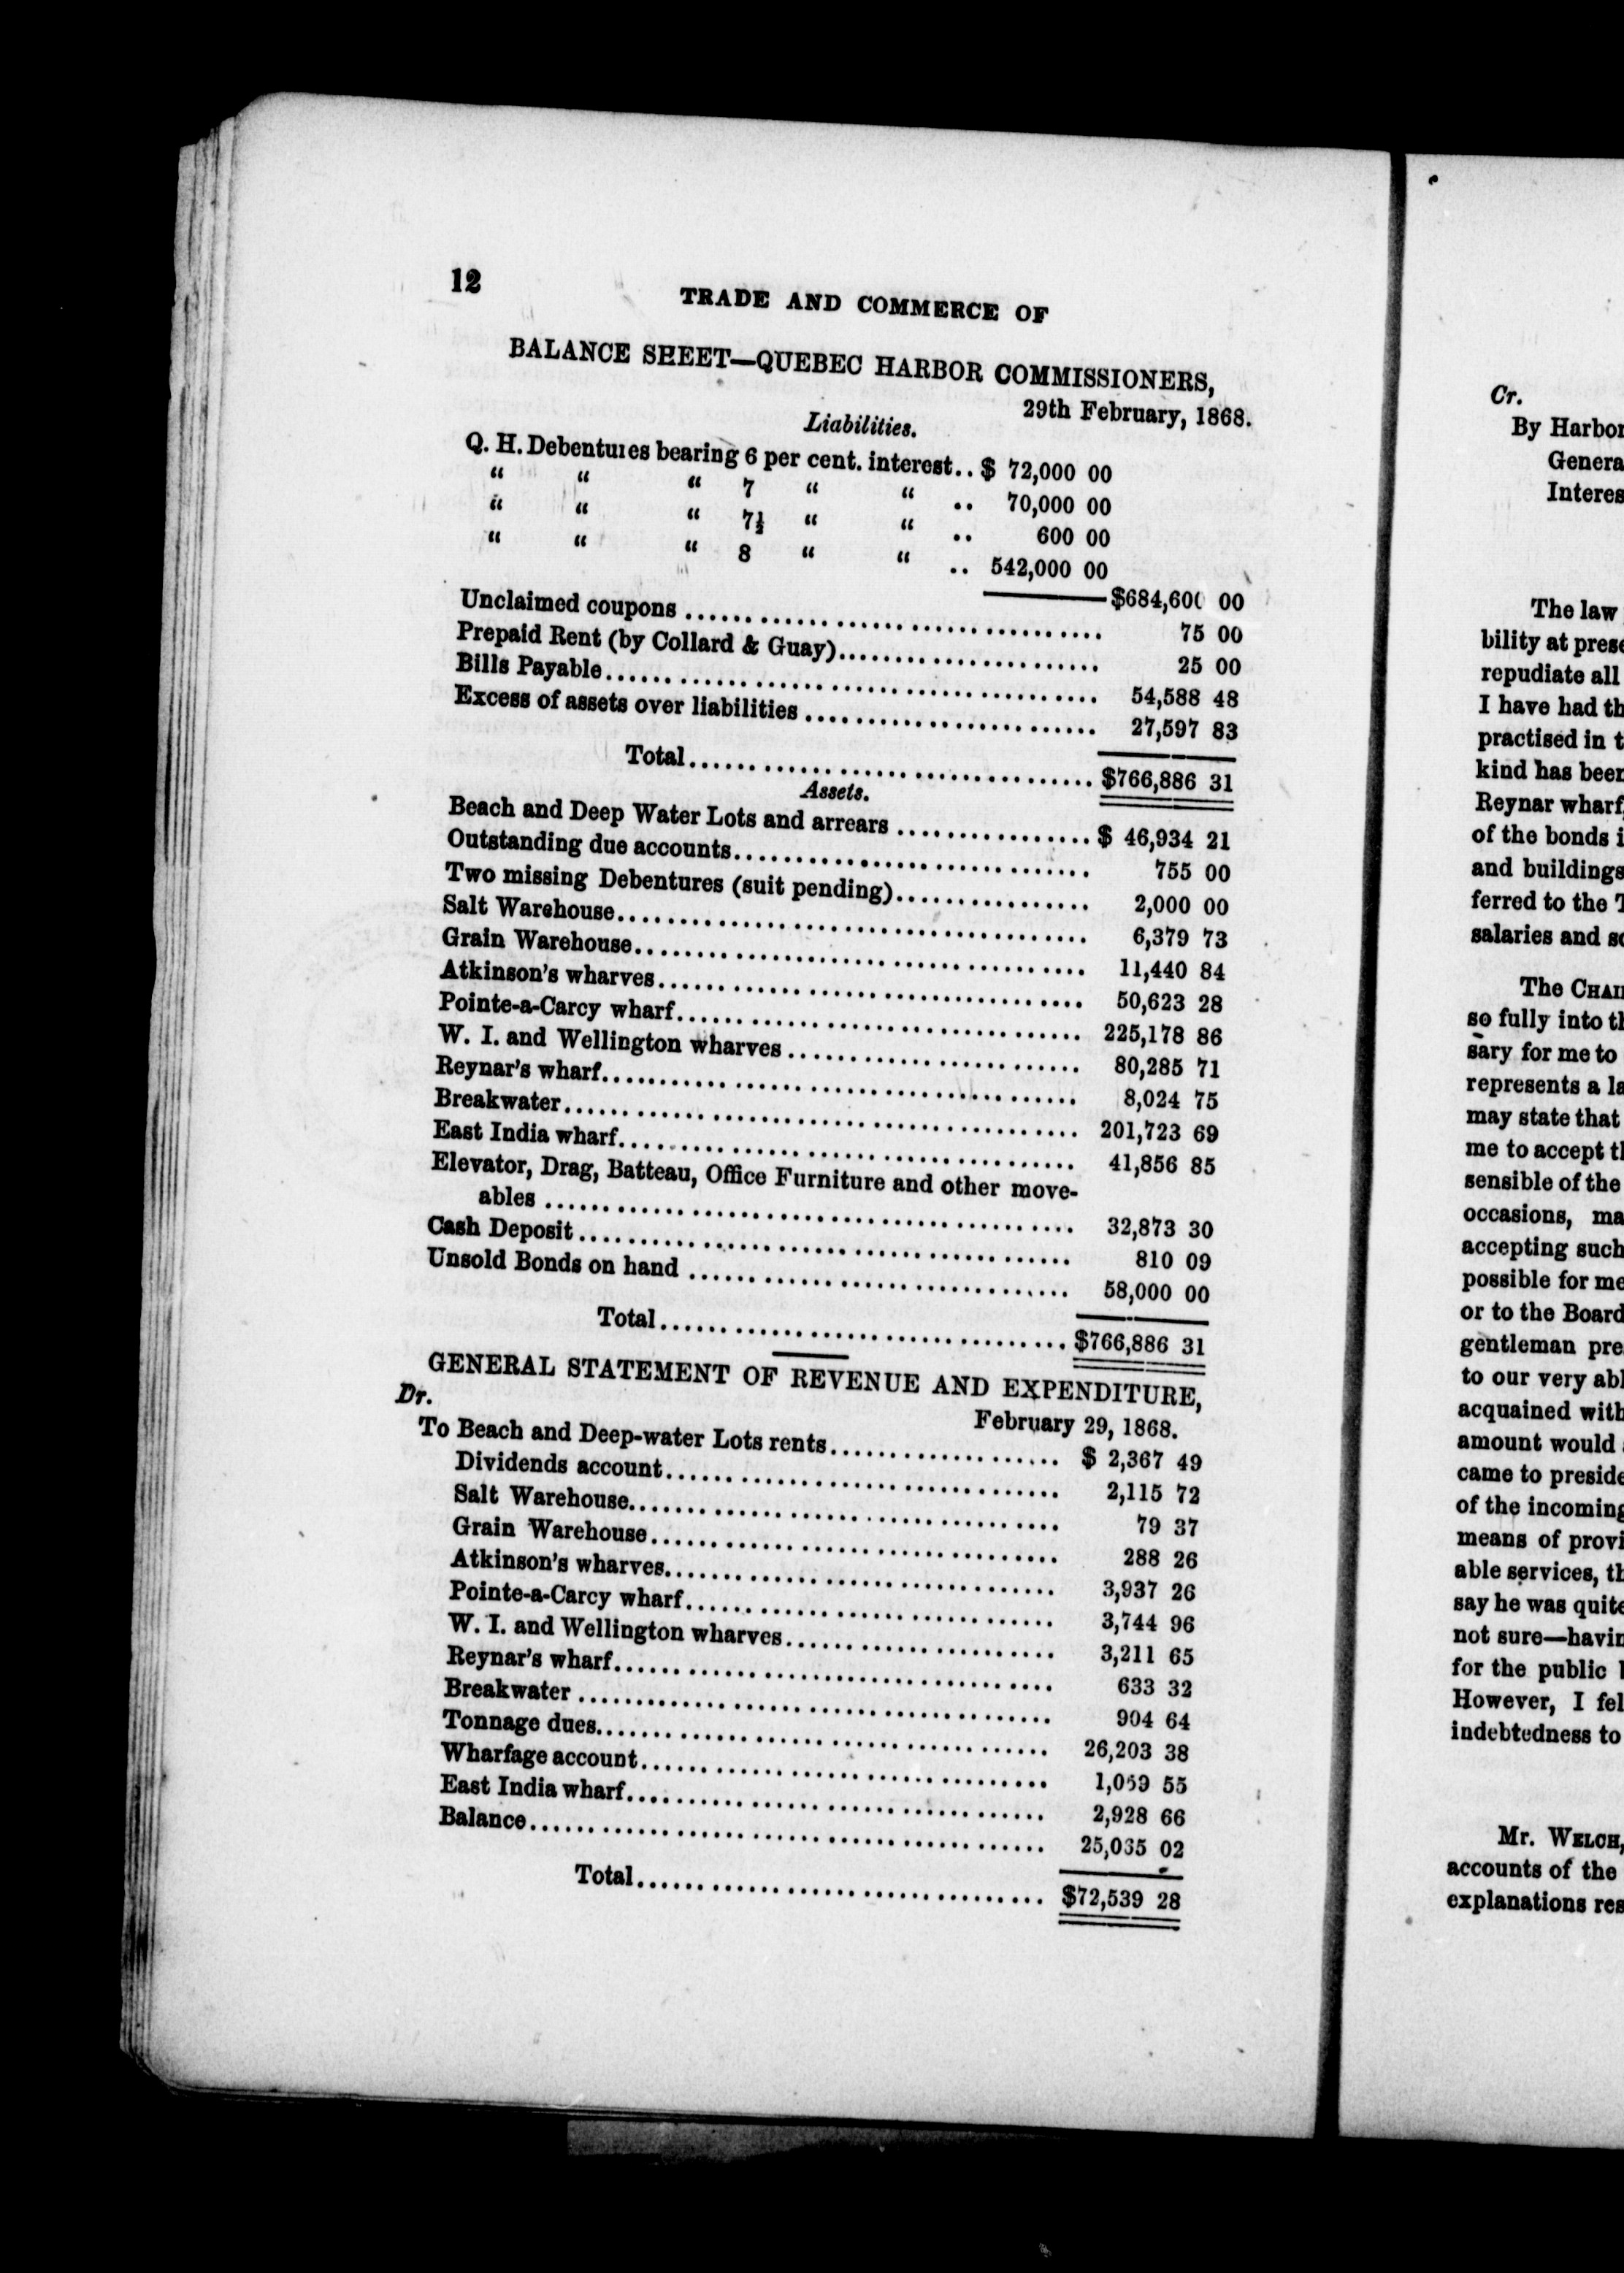 12
TRADE AND COMMERCE OF
BALANCE SHEET—QUEBEC HARBOR COMMISSIONERS,
29th February, 1868.
Liabilities.
Q. H. Debentures bearing 6 per cent. interest.. $ 72,000 00
“ “ “ 7 “ “ .. 70,000 00
“ “ “ 7½ “ “ .. 600 00
“ “ “ 8 “ “ .. 542,000 00
$684,600 00
Unclaimed coupons .......... 75 00
Prepaid Rent (by Collard & Guay).......... 25 00
Bills Payable.......... 54,588 48
Excess of assets over liabilities .......... 27,597 83
Total.......... $766,886 31
Assets.
Beach and Deep Water Lots and arrears .......... $ 46,934 21
Outstanding due accounts.......... 755 00
Two missing Debentures (suit pending).......... 2,000 00
Salt Warehouse.......... 6,379 73
Grain Warehouse.......... 11,440 84
Atkinson's wharves.......... 50,623 28
Pointe-a-Carcy wharf.......... 225,178 86
W. I. and Wellington wharves .......... 80,285 71
Reynar's wharf.......... 8,024 75
Breakwater.......... 201,723 69
East India wharf.......... 41,856 85
Elevator, Drag, Batteau, Office Furniture and other move-
ables .......... 32,873 30
Cash Deposit.......... 810 09
Unsold Bonds on hand .......... 58,000 00
Total.......... $766,886 31
GENERAL STATEMENT OF REVENUE AND EXPENDITURE,
Dr.
February 29, 1868.
To Beach and Deep-water Lots rents.......... $ 2,367 49
Dividends account.......... 2,115 72
Salt Warehouse.......... 79 37
Grain Warehouse.......... 288 26
Atkinson's wharves.......... 3,937 26
Pointe-a-Carcy wharf.......... 3,744 96
W. I. and Wellington wharves.......... 3,211 65
Reynar's wharf.......... 633 32
Breakwater .......... 904 64
Tonnage dues.......... 26,203 38
Wharfage account.......... 1,059 55
East India wharf.......... 2,928 66
Balance.......... 25,065 02
Total.......... $72,539 28
Cr.
By Harbor
Genera
Interes
The law
bility at prese
repudiate all
I have had th
practised in t
kind has been
Reynar wharf,
of the bonds i
and buildings
ferred to the T
salaries and so
The CHAI
so fully into th
sary for me to
represents a la
may state that
me to accept th
sensible of the
occasions, ma
accepting such
possible for me
or to the Board
gentleman pre
to our very abl
acquained with
amount would
came to preside
of the incoming
means of provi
able services, th
say he was quite
not sure—havin
for the public
However, I fel
indebtedness to
Mr. WELCH,
accounts of the
explanations res